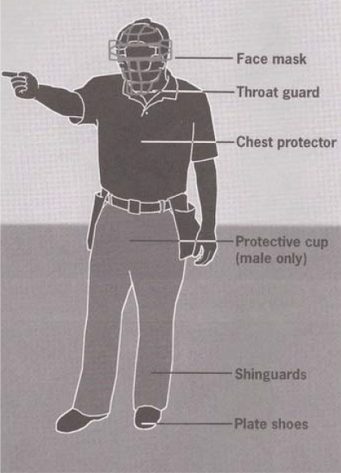 Face mask
Throat guard
Chest protector
Protective cup
(male only)
Shinguards
Plate shoes